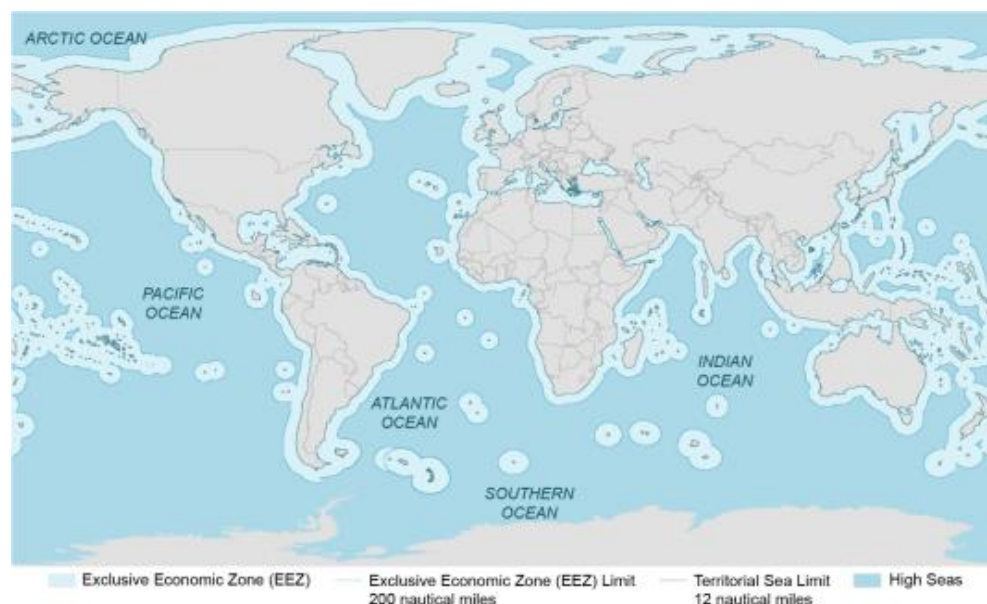 ARCTIC OCEAN
PACIFIC
OCEAN
ATLANTIC
OCEAN
INDIAN
OCEAN
SOUTHERN
OCEAN
Exclusive Economic Zone (EEZ)
Exclusive Economic Zone (EEZ) Limit
200 nautical miles
Territorial Sea Limit
12 nautical miles
High Seas